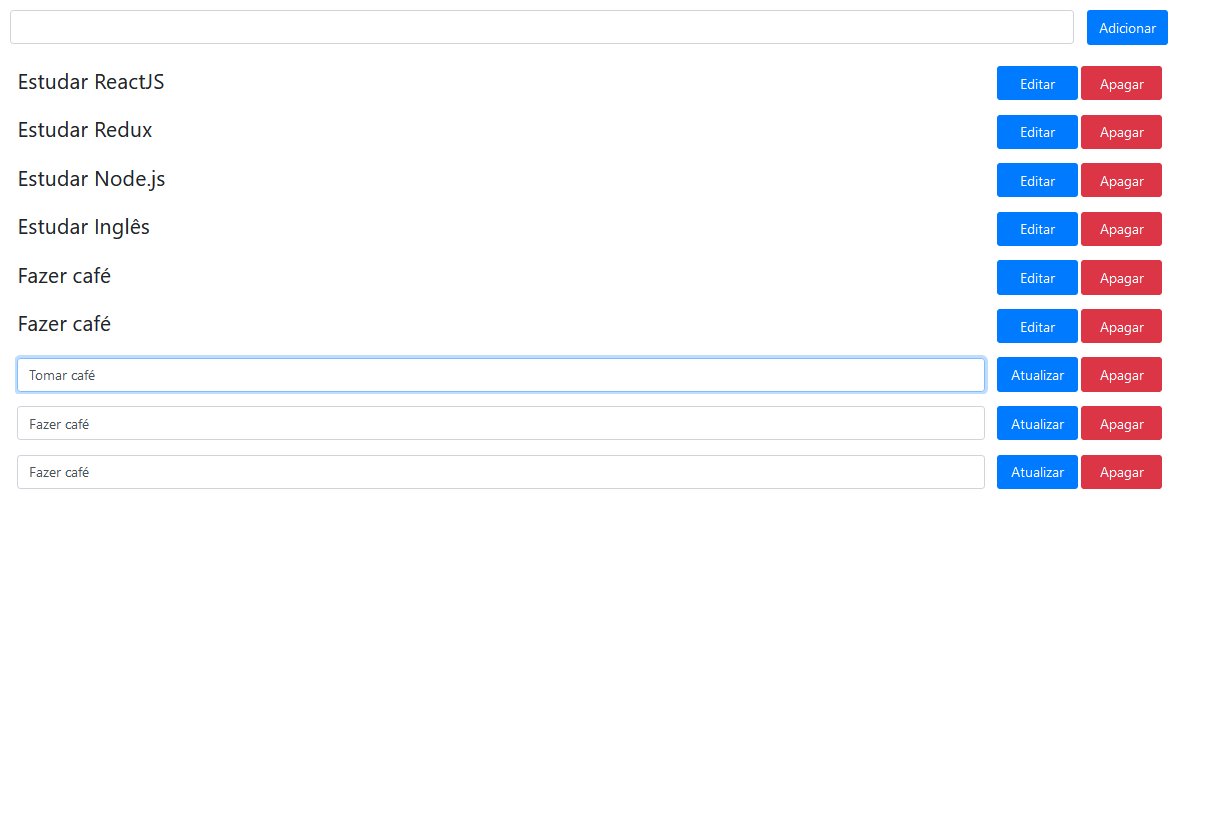 Adicionar
Estudar ReactJS Editar Apagar
Estudar Redux Editar Apagar
Estudar Node.js Editar Apagar
Estudar Inglês Editar Apagar
Fazer café Editar Apagar
Fazer café Editar Apagar
Tomar café Atualizar Apagar
Fazer café Atualizar Apagar
Fazer café Atualizar Apagar